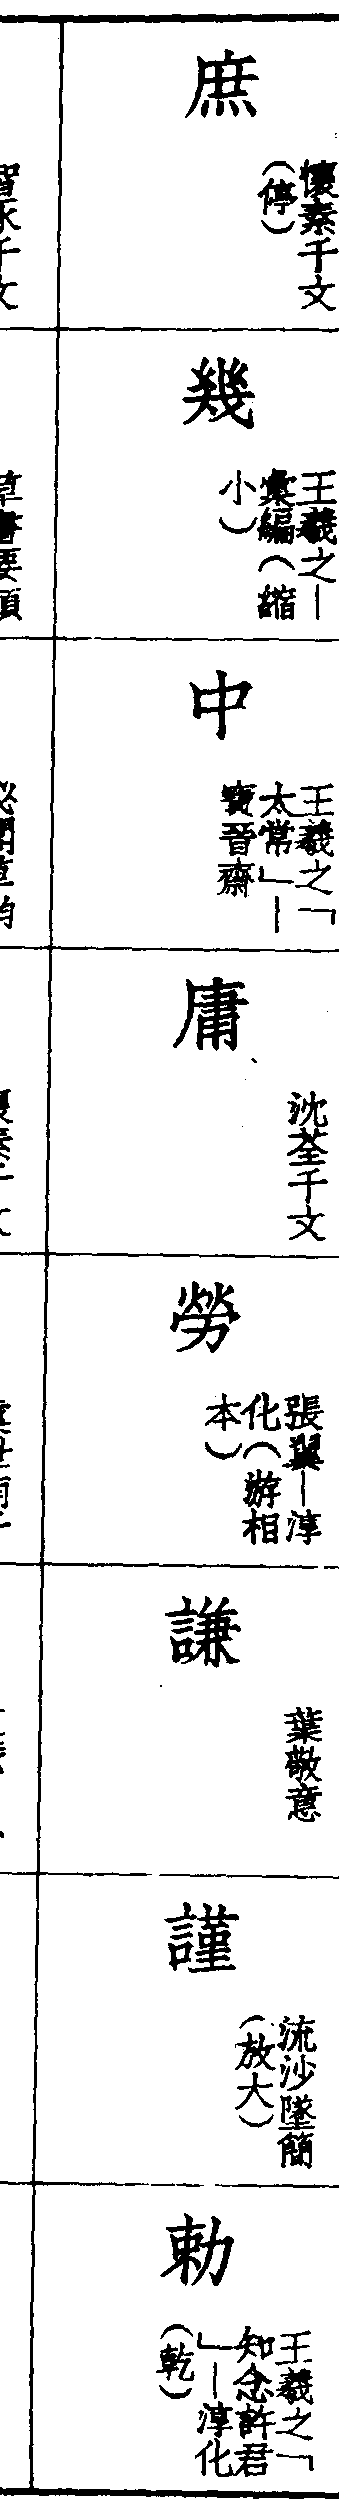 庶
懷素千文
（停）
幾
王羲之—
彙編（縮
小）
中
王羲之「
太常」—
寶晉齋
庸
沈荃千文
勞
張翼—淳
化（游相
本）
謙
葉敬意
謹
流沙墜簡
（放大）
勅
王羲之「
知念許君
」—淳化
（乾）